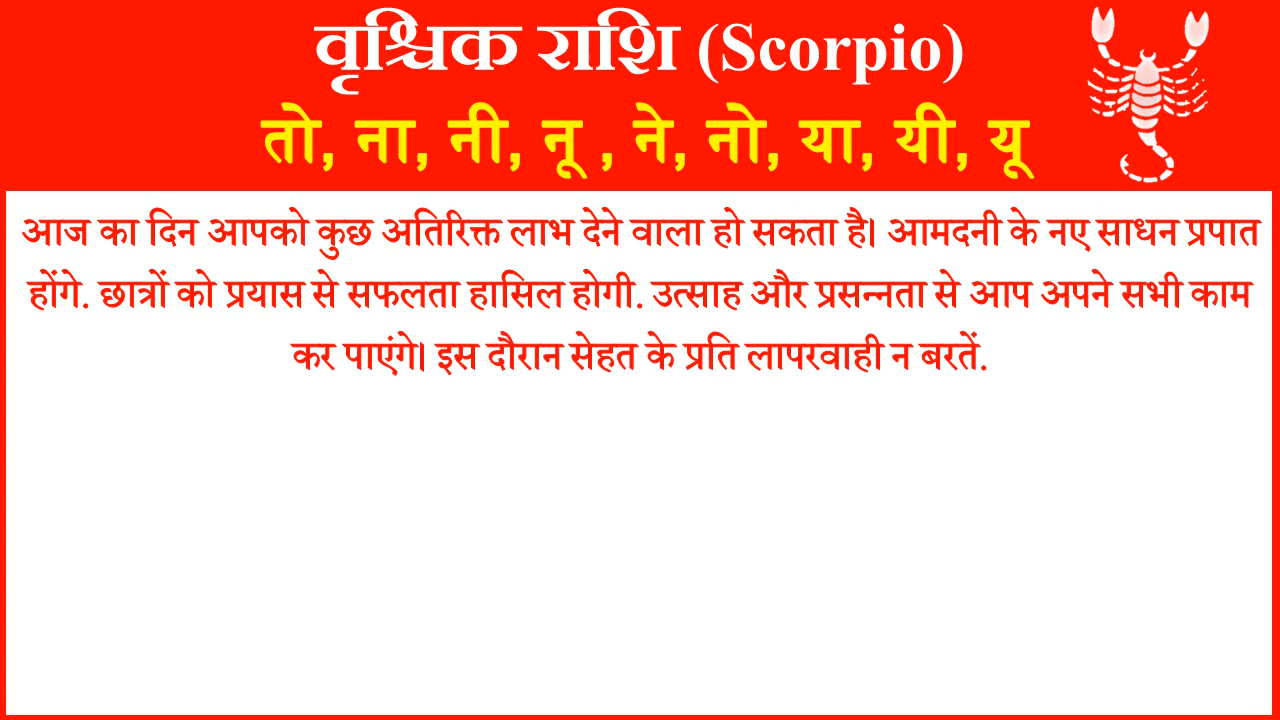 वृश्चिक राशि (Scorpio)
तो, ना, नी, नू , ने, नो, या, यी, यू
आज का दिन आपको कुछ अतिरिक्त लाभ देने वाला हो सकता है। आमदनी के नए साधन प्रपात
होंगे. छात्रों को प्रयास से सफलता हासिल होगी. उत्साह और प्रसन्नता से आप अपने सभी काम
कर पाएंगे। इस दौरान सेहत के प्रति लापरवाही न बरतें.